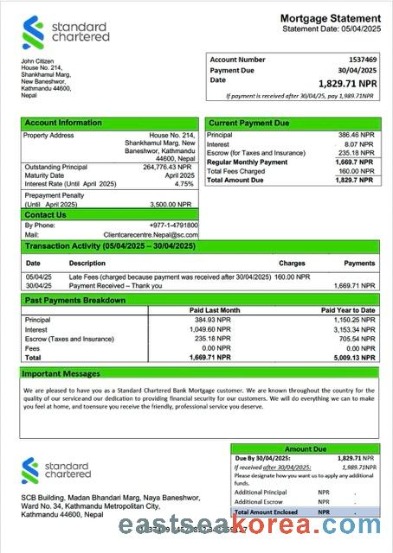 standard
chartered
Mortgage Statement
Statement Date: 05/04/2025
John Citizen
House No. 214,
Shankhamul Marg,
New Baneshwor,
Kathmandu 44600,
Nepal
Account Number 1537469
Payment Due 30/04/2025
Date
1,829.71 NPR
If payment is received after 30/04/25, pay 1,989.71NPR
Account Information
Property Address House No. 214,
Shankhamul Marg, New
Baneshwor, Kathmandu
44600, Nepal
Outstanding Principal 264,776.43 NPR
Maturity Date April 2025
Interest Rate (Until April 2025) 4.75%
Prepayment Penalty
(Until April 2025) 3,500.00 NPR
Contact Us
By Phone: +977-1-4791800
Mail: Clientcarecentre.Nepal@sc.com
Current Payment Due
Principal 386.46 NPR
Interest 8.07 NPR
Escrow (for Taxes and Insurance) 235.18 NPR
Regular Monthly Payment 1,669.7 NPR
Total Fees Charged 160.00 NPR
Total Amount Due 1,829.7 NPR
Transaction Activity (05/04/2025 – 30/04/2025)
Date Description Charges Payments
05/04/25 Late Fees (charged because payment was received after 30/04/2025) 160.00 NPR
30/04/25 Payment Received – Thank you 1,669.71 NPR
Past Payments Breakdown
Paid Last Month Paid Year to Date
Principal 384.93 NPR 1,150.25 NPR
Interest 1,049.60 NPR 3,153.34 NPR
Escrow (Taxes and Insurance) 235.18 NPR 705.54 NPR
Fees 0.00 NPR 0.00 NPR
Total 1,669.71 NPR 5,009.13 NPR
Important Messages
We are pleased to have you as a Standard Chartered Bank Mortgage customer. We are known throughout the country for the
quality of our serviceand our dedication to providing financial security for our customers. We will do everything we can to make
you feel at home, and toensure you receive the friendly, professional service you deserve.
standard
chartered
SCB Building, Madan Bhandari Marg, Naya Baneshwor,
Ward No. 34, Kathmandu Metropolitan City,
Kathmandu 44600, Nepal
Amount Due
Due By 30/04/2025: 1,829.71 NPR
If received after 30/04/2025: 1,989.71NPR
Please designate how you want us to apply any additional
funds.
Additional Principal NPR -
Additional Escrow NPR -
Total Amount Enclosed NPR -
eastseakorea.com